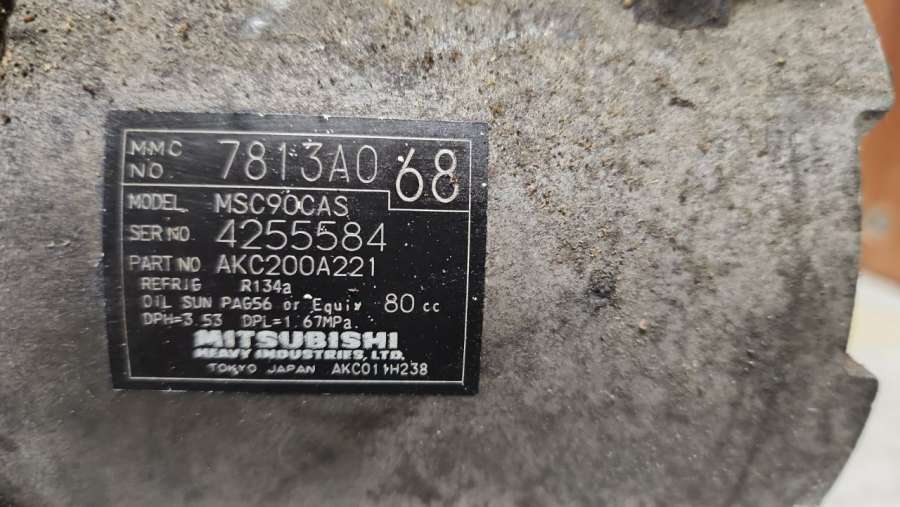 MMC NO. 7813A068
MODEL MSC90CAS
SER NO. 4255584
PART NO AKC200A221
REFRIG R134a
OIL SUN PAG56 or Equiv 80 cc
DPH=3.53 DPL=1.67MPa
MITSUBISHI
HEAVY INDUSTRIES, LTD.
TOKYO JAPAN AKC011H238